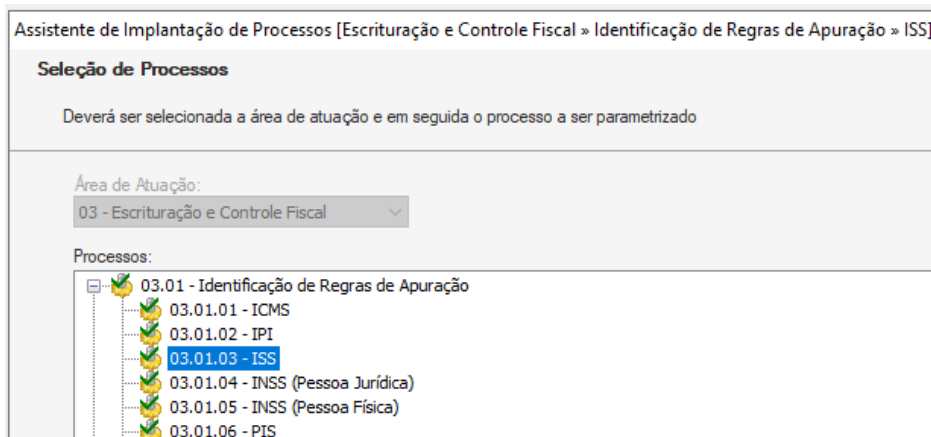 Assistente de Implantação de Processos [Escrituração e Controle Fiscal » Identificação de Regras de Apuração » ISS]
Seleção de Processos
Deverá ser selecionada a área de atuação e em seguida o processo a ser parametrizado
Área de Atuação:
03 - Escrituração e Controle Fiscal
Processos:
03.01 - Identificação de Regras de Apuração
03.01.01 - ICMS
03.01.02 - IPI
03.01.03 - ISS
03.01.04 - INSS (Pessoa Jurídica)
03.01.05 - INSS (Pessoa Física)
03.01.06 - PIS